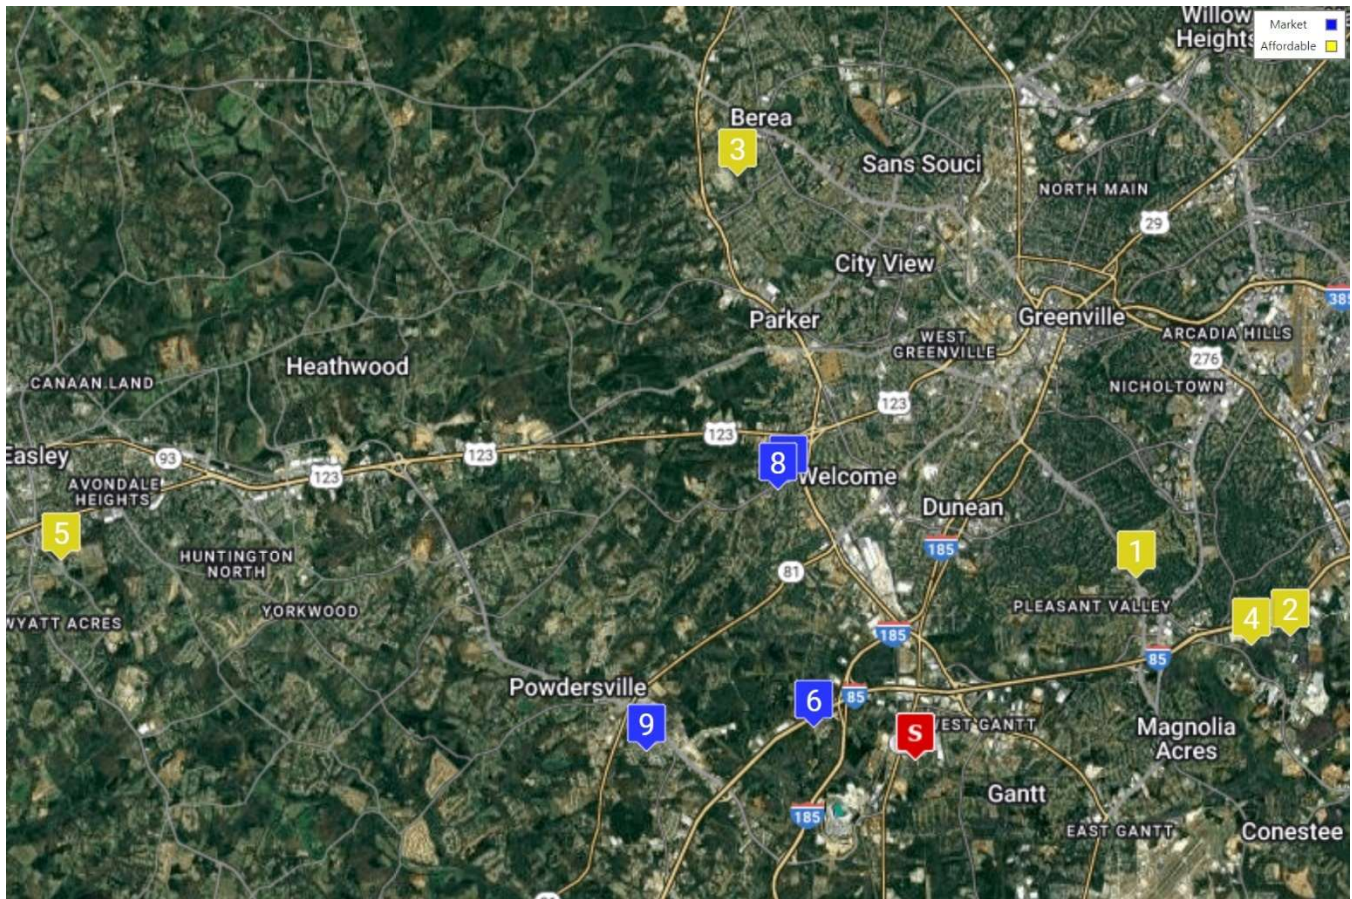 Willow
Heights
Market
Affordable
Berea
3
Sans Souci
NORTH MAIN
29
City View
385
Parker
Greenville
WEST
GREENVILLE
ARCADIA HILLS
276
Heathwood
CANAAN LAND
NICHOLTOWN
123
123
123
93
Easley
123
8
Welcome
AVONDALE
HEIGHTS
Dunean
5
185
1
HUNTINGTON
NORTH
81
YORKWOOD
PLEASANT VALLEY
WYATT ACRES
4
2
185
85
Powdersville
6
85
9
S
WEST GANTT
Magnolia
Acres
Gantt
185
EAST GANTT
Conestee